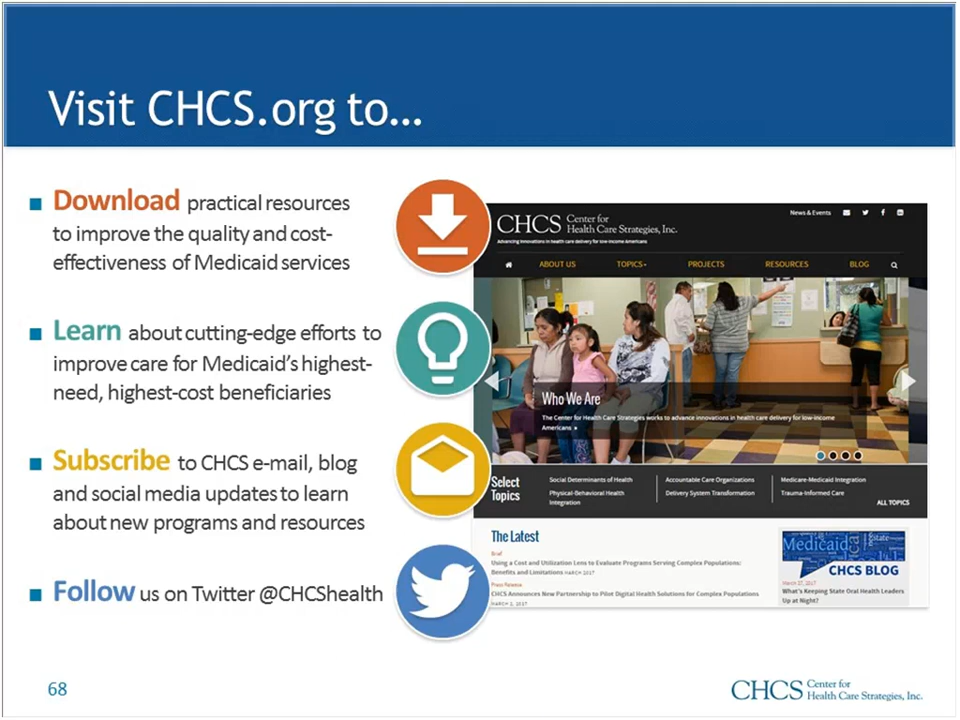 Visit CHCS.org to...
■ Download practical resources
to improve the quality and cost-
effectiveness of Medicaid services
■ Learn about cutting-edge efforts to
improve care for Medicaid's highest-
need, highest-cost beneficiaries
■ Subscribe to CHCS e-mail, blog
and social media updates to learn
about new programs and resources
■ Follow us on Twitter @CHCShealth
News & Events
CHCS Center for
Health Care Strategies, Inc.
Advancing innovations in health care delivery for low-income Americans
ABOUT US TOPICS PROJECTS RESOURCES BLOG
Who We Are
The Center for Health Care Strategies works to advance innovations in health care delivery for low-income
Americans »
Select
Topics
Social Determinants of Health
Physical-Behavioral Health
Integration
Accountable Care Organizations
Delivery System Transformation
Medicare-Medicaid Integration
Trauma-Informed Care
ALL TOPICS
The Latest
Brief
Using a Cost and Utilization Lens to Evaluate Programs Serving Complex Populations:
Benefits and Limitations MARCH 2017
Press Release
CHCS Announces New Partnership to Pilot Digital Health Solutions for Complex Populations
MARCH 2, 2017
Medicaid
state
CHCS BLOG
March 27, 2017
What's Keeping State Oral Health Leaders
Up at Night?
68
CHCS Center for
Health Care Strategies, Inc.